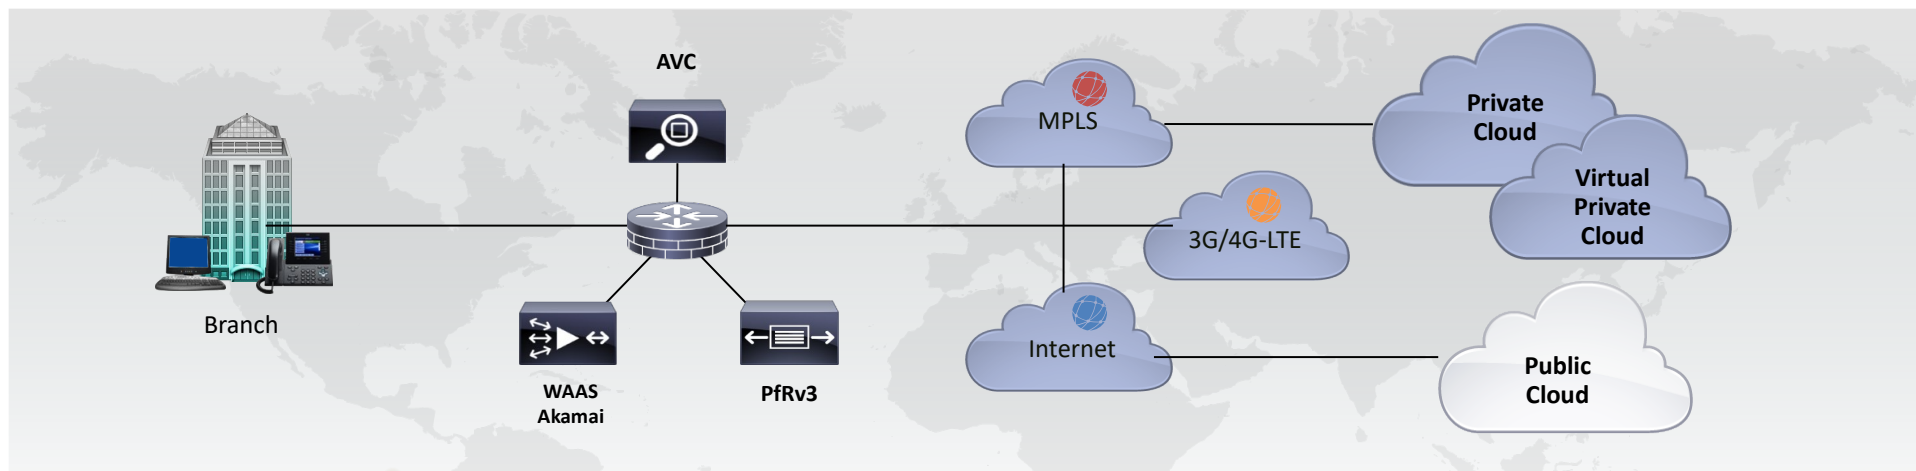 AVC
MPLS
Private
Cloud
Virtual
Private
Cloud
3G/4G-LTE
Branch
Internet
WAAS
Akamai
PfRv3
Public
Cloud